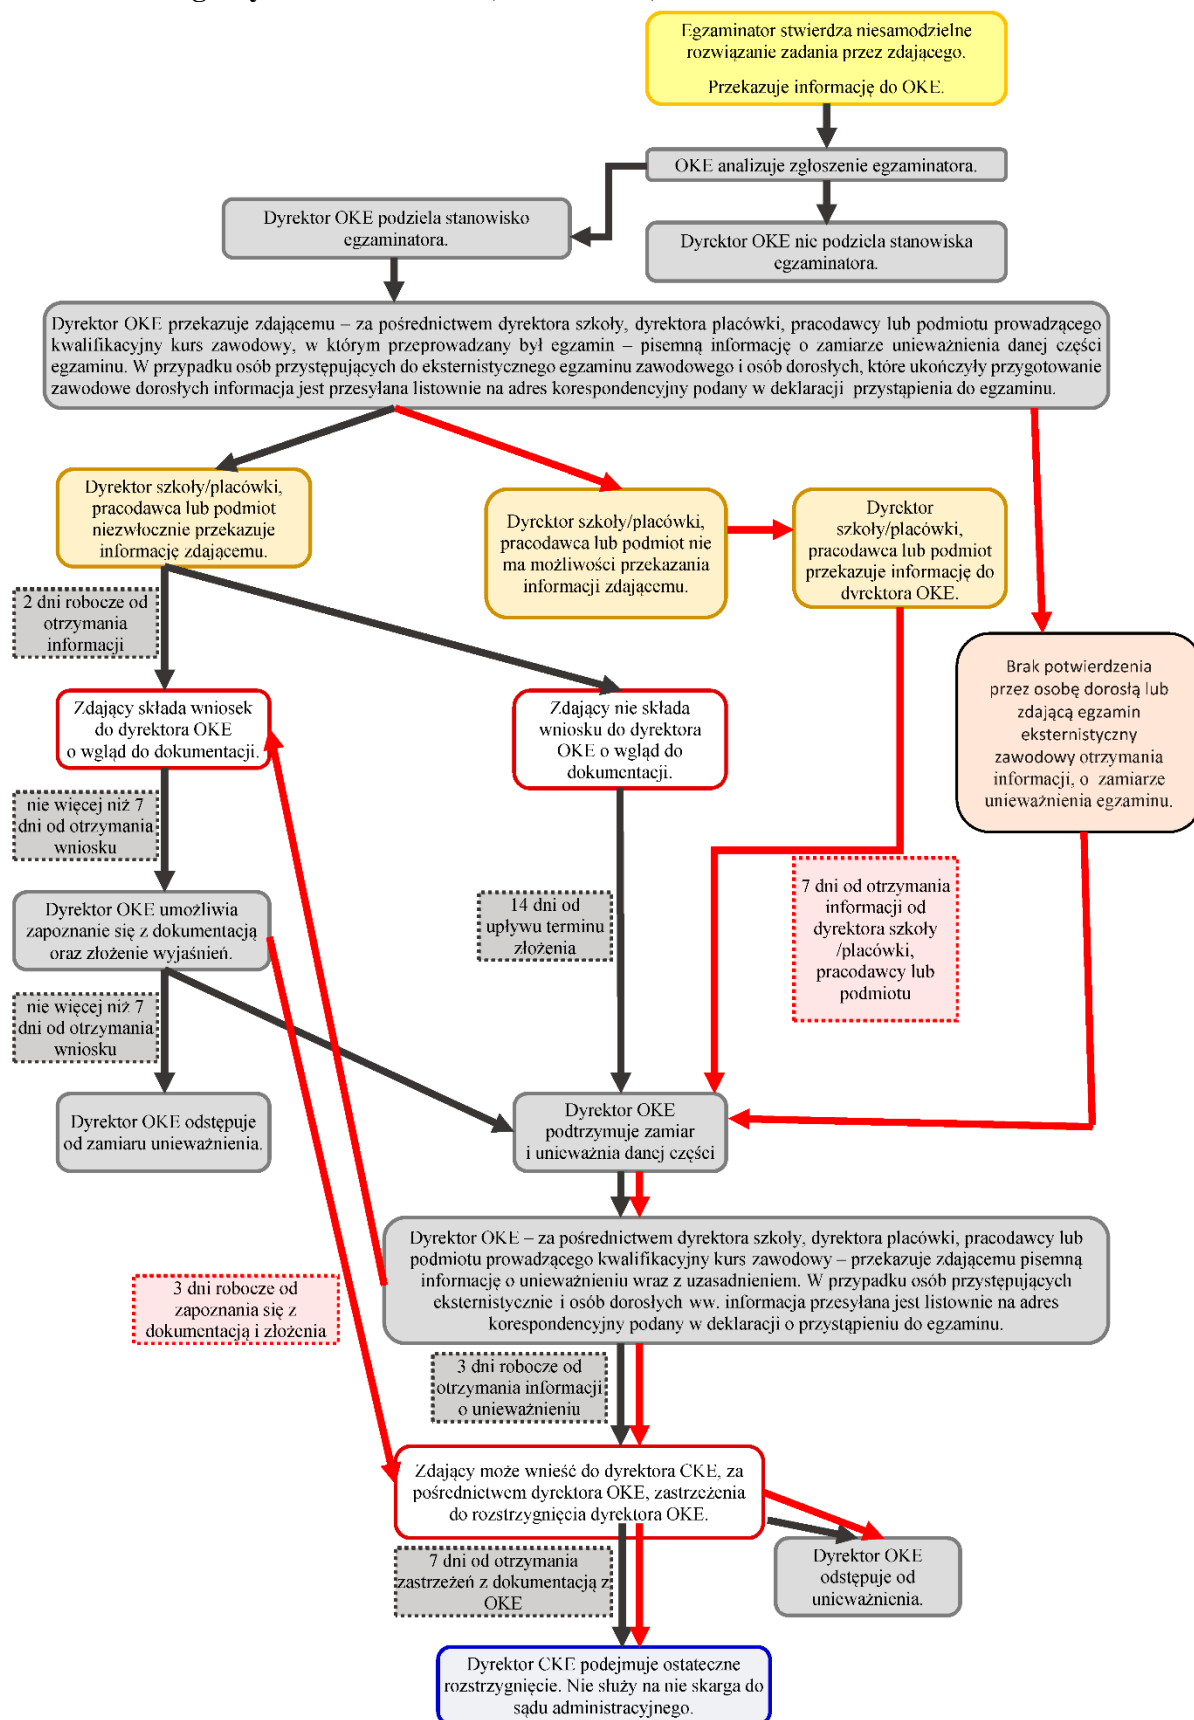 Egzaminator stwierdza niesamodzielne
rozwiązanie zadania przez zdającego.
Przekazuje informację do OKE.
OKE analizuje zgłoszenie egzaminatora.
Dyrektor OKE podziela stanowisko
egzaminatora.
Dyrektor OKE nie podziela stanowiska
egzaminatora.
Dyrektor OKE przekazuje zdającemu – za pośrednictwem dyrektora szkoły, dyrektora placówki, pracodawcy lub podmiotu prowadzącego
kwalifikacyjny kurs zawodowy, w którym przeprowadzany był egzamin – pisemną informację o zamiarze unieważnienia danej części
egzaminu. W przypadku osób przystępujących do eksternistycznego egzaminu zawodowego i osób dorosłych, które ukończyły przygotowanie
zawodowe dorosłych informacja jest przesyłana listownie na adres korespondencyjny podany w deklaracji przystąpienia do egzaminu.
Dyrektor szkoły/placówki,
pracodawca lub podmiot
niezwłocznie przekazuje
informację zdającemu.
Dyrektor szkoły/placówki,
pracodawca lub podmiot nie
ma możliwości przekazania
informacji zdającemu.
Dyrektor
szkoły/placówki,
pracodawca lub podmiot
przekazuje informację do
dyrektora OKE.
2 dni robocze od
otrzymania
informacji
Brak potwierdzenia
przez osobę dorosłą lub
zdającą egzamin
eksternistyczny
zawodowy otrzymania
informacji, o zamiarze
unieważnienia egzaminu.
Zdający składa wniosek
do dyrektora OKE
o wgląd do dokumentacji.
Zdający nie składa
wniosku do dyrektora
OKE o wgląd do
dokumentacji.
nie więcej niż 7
dni od otrzymania
wniosku
Dyrektor OKE umożliwia
zapoznanie się z dokumentacją
oraz złożenie wyjaśnień.
14 dni od
upływu terminu
złożenia
7 dni od otrzymania
informacji od
dyrektora szkoły
/placówki,
pracodawcy lub
podmiotu
nie więcej niż 7
dni od otrzymania
wniosku
Dyrektor OKE odstępuje
od zamiaru unieważnienia.
Dyrektor OKE
podtrzymuje zamiar
i unieważnia danej części
Dyrektor OKE – za pośrednictwem dyrektora szkoły, dyrektora placówki, pracodawcy lub
podmiotu prowadzącego kwalifikacyjny kurs zawodowy – przekazuje zdającemu pisemną
informację o unieważnieniu wraz z uzasadnieniem. W przypadku osób przystępujących
eksternistycznie i osób dorosłych ww. informacja przesyłana jest listownie na adres
korespondencyjny podany w deklaracji o przystąpieniu do egzaminu.
3 dni robocze od
zapoznania się z
dokumentacją i złożenia
3 dni robocze od
otrzymania informacji
o unieważnieniu
Zdający może wnieść do dyrektora CKE, za
pośrednictwem dyrektora OKE, zastrzeżenia
do rozstrzygnięcia dyrektora OKE.
7 dni od otrzymania
zastrzeżeń z dokumentacją z
OKE
Dyrektor OKE
odstępuje od
unieważnienia.
Dyrektor CKE podejmuje ostateczne
rozstrzygnięcie. Nie służy na nie skarga do
sądu administracyjnego.